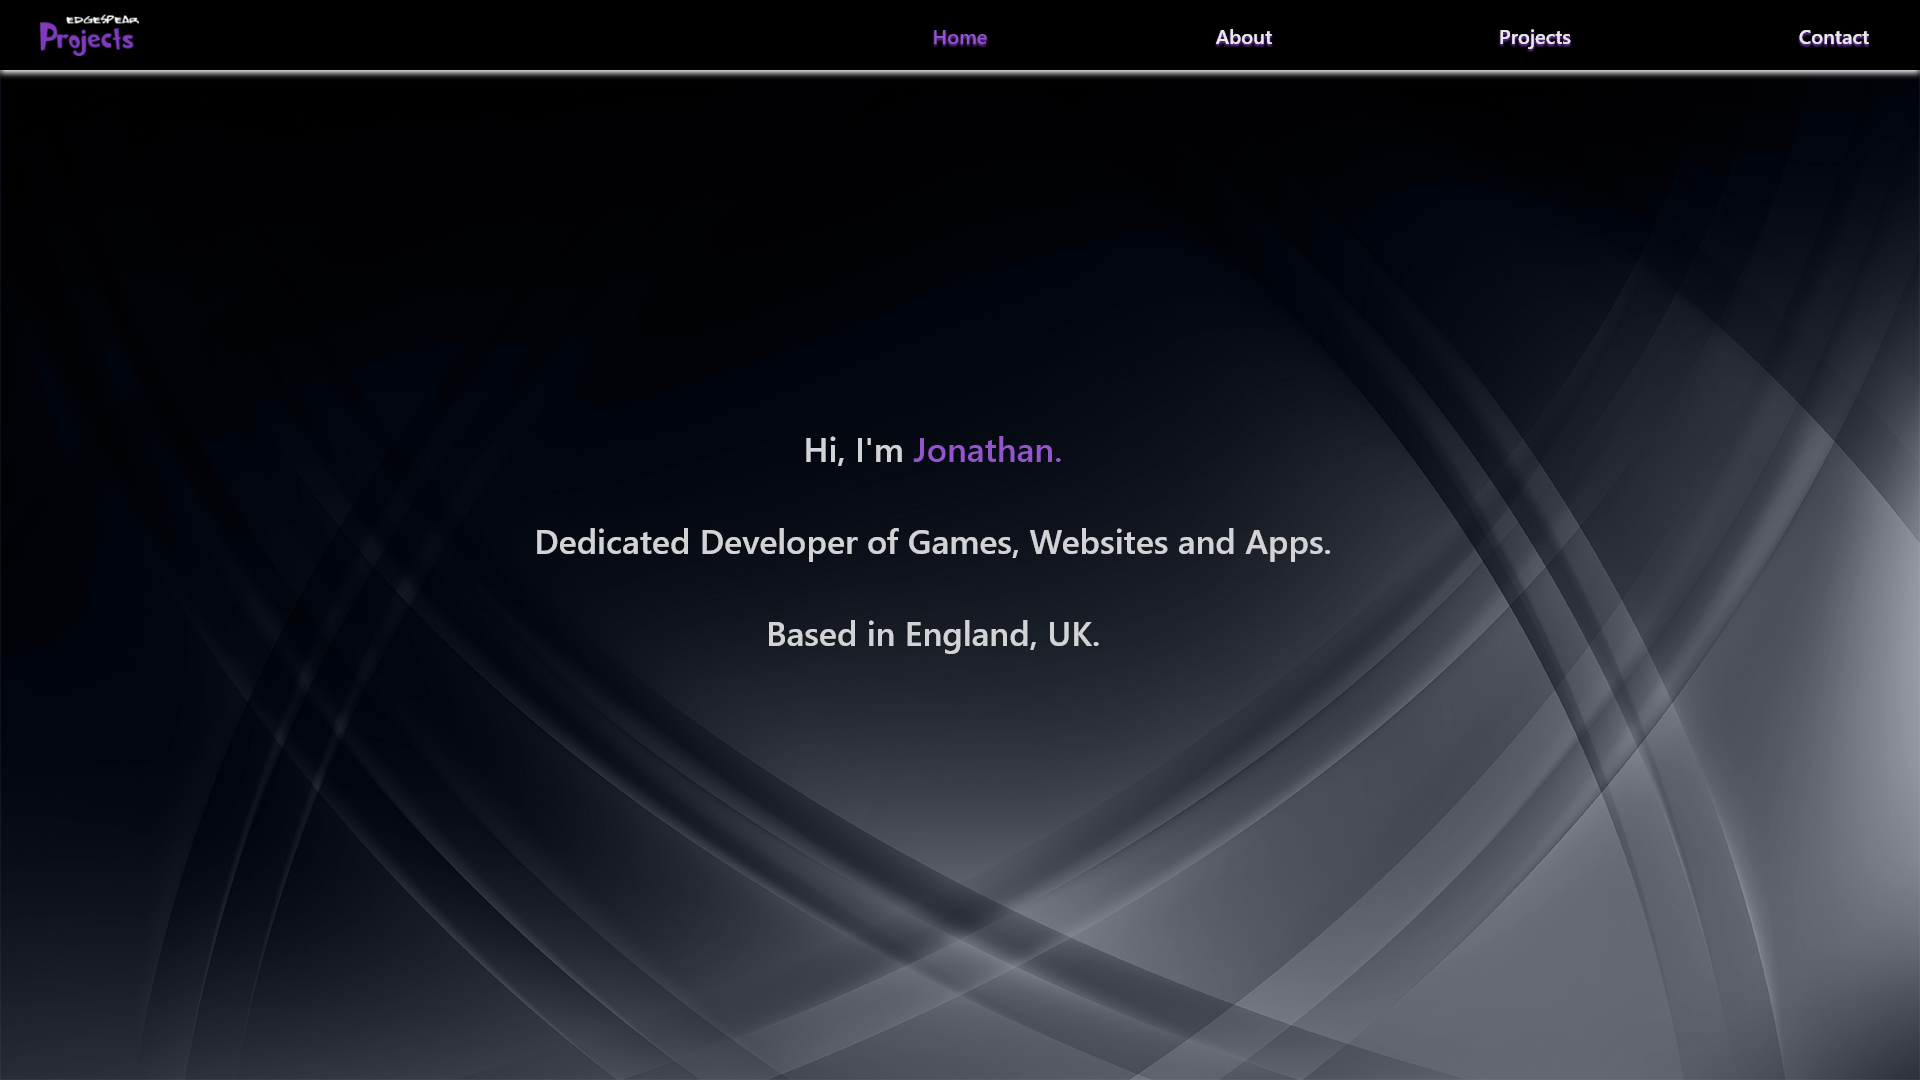 EDGESPEAR
Projects
Home
About
Projects
Contact
Hi, I'm Jonathan.
Dedicated Developer of Games, Websites and Apps.
Based in England, UK.